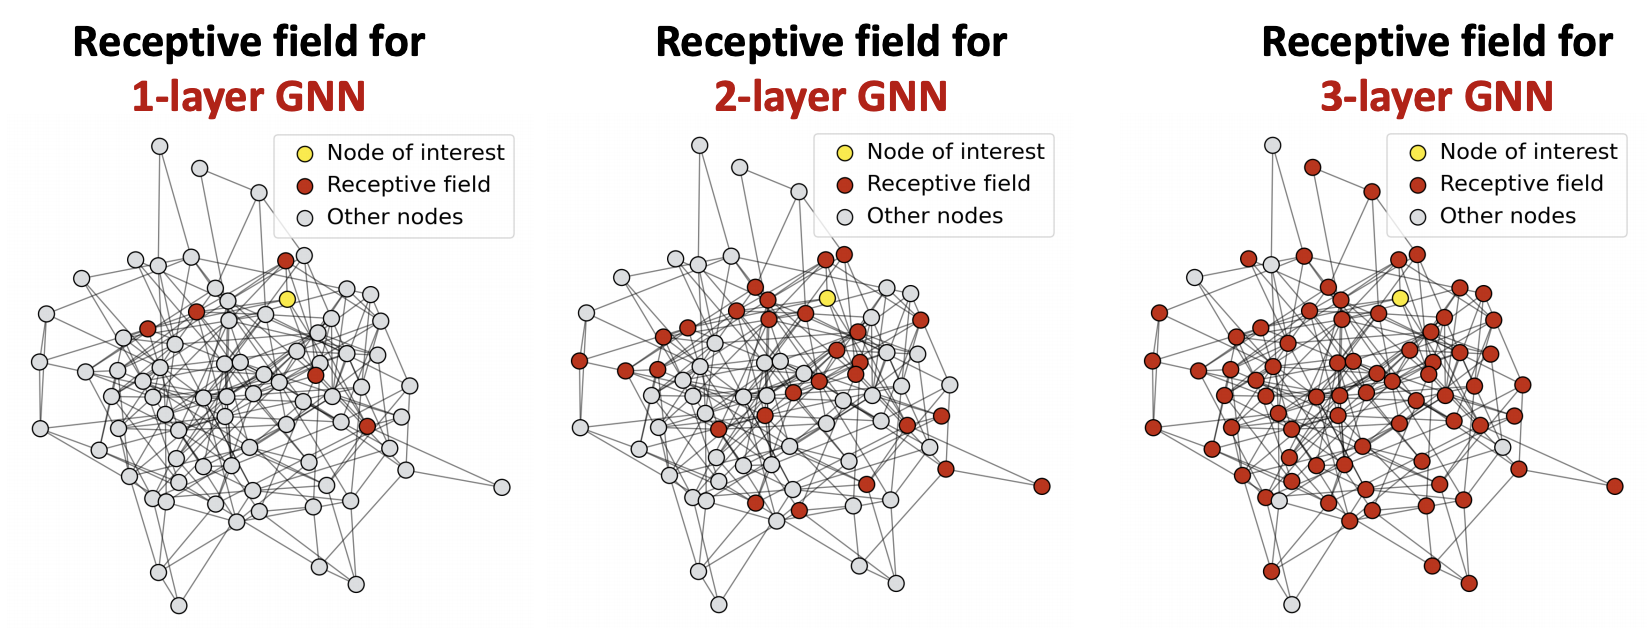 Receptive field for
1-layer GNN
Node of interest
Receptive field
Other nodes
Receptive field for
2-layer GNN
Node of interest
Receptive field
Other nodes
Receptive field for
3-layer GNN
Node of interest
Receptive field
Other nodes